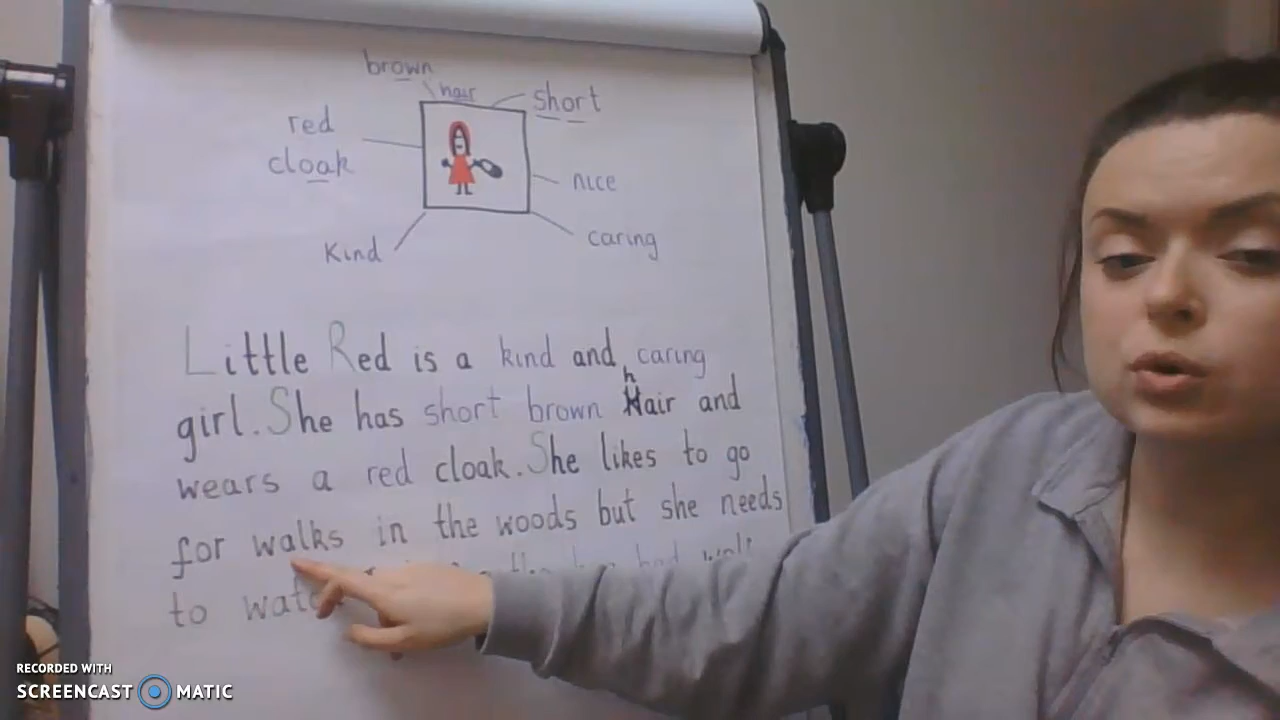 brown
hair
short
red
cloak
nice
Kind
caring
Little Red is a kind and caring
girl. She has short brown hair and
wears a red cloak. She likes to go
for walks in the woods but she needs
to
RECORDED WITH
SCREENCAST MATIC